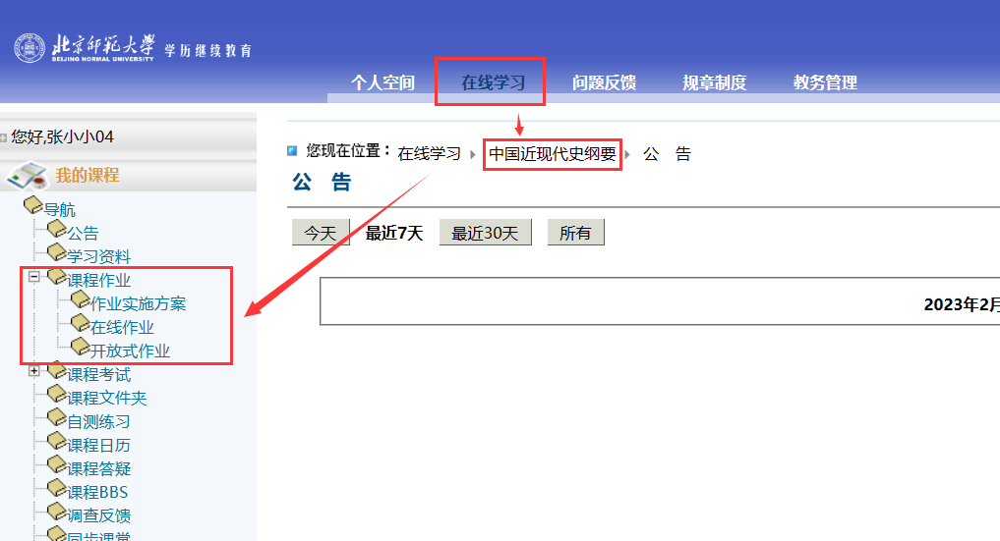 北京师范大学 学历继续教育
BEIJING NORMAL UNIVERSITY
个人空间 在线学习 问题反馈 规章制度 教务管理
您好,张小小04
我的课程
导航
公告
学习资料
课程作业
作业实施方案
在线作业
开放式作业
课程考试
课程文件夹
自测练习
课程日历
课程答疑
课程BBS
调查反馈
同步课堂
您现在位置： 在线学习 中国近现代史纲要 公 告
公 告
今天 最近7天 最近30天 所有
2023年2月